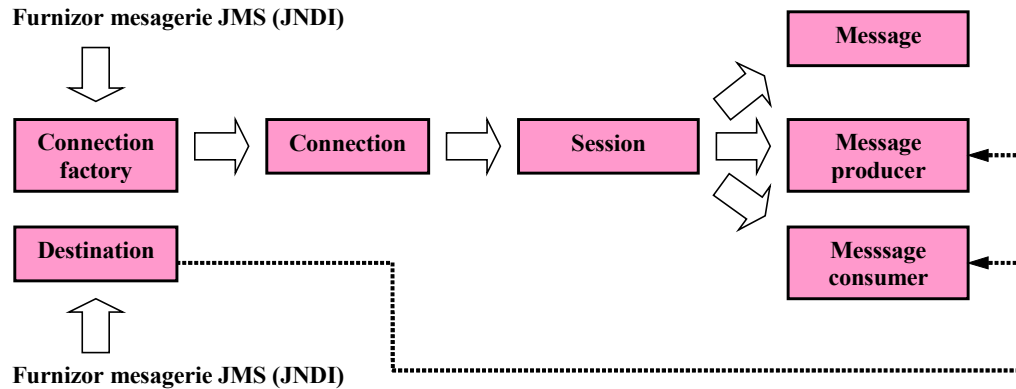 Furnizor mesagerie JMS (JNDI)
Message
Connection
factory
Connection
Session
Message
producer
Destination
Messsage
consumer
Furnizor mesagerie JMS (JNDI)